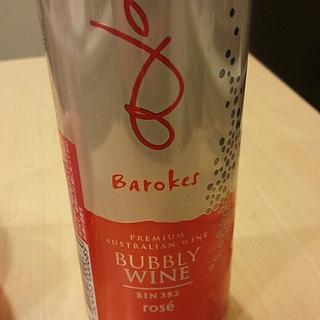 Barokes
PREMIUM
AUSTRALIAN WINE
BUBBLY
WINE
BIN 382
rosé